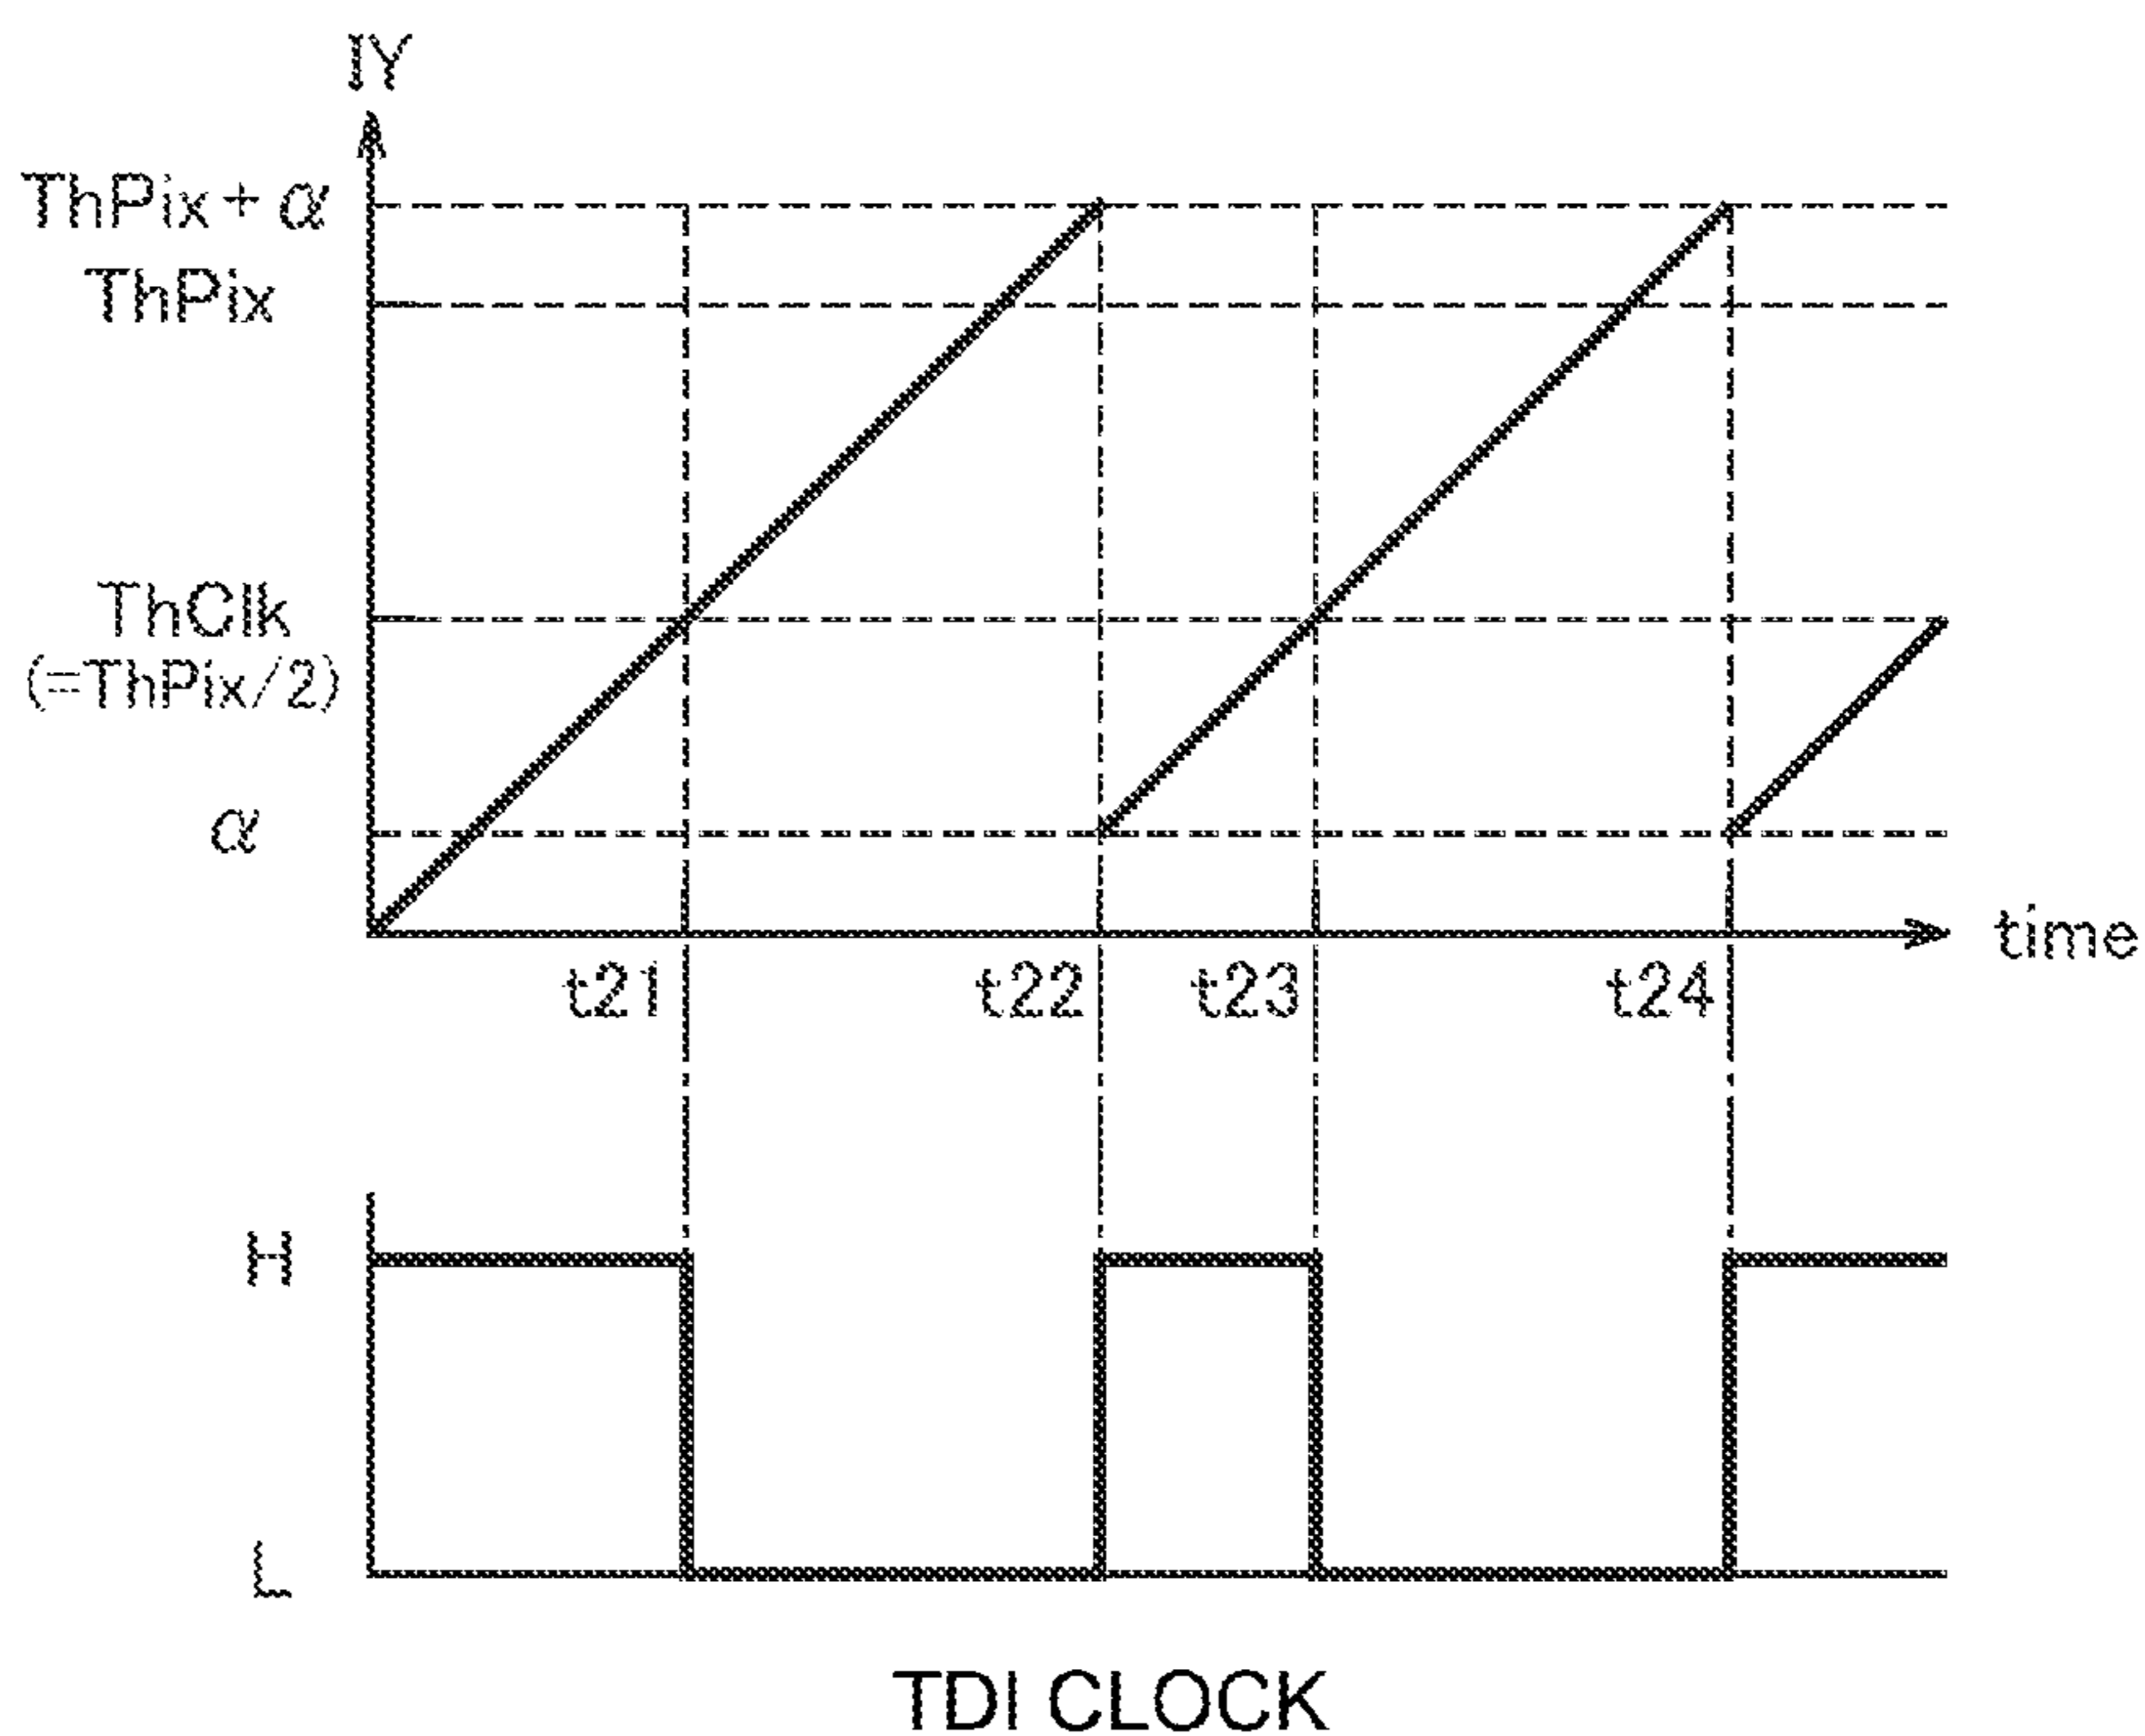 IY
ThPix+α
ThPix
ThClk
(=ThPix/2)
α
time
t21 t22 t23 t24
H
L
TDI CLOCK